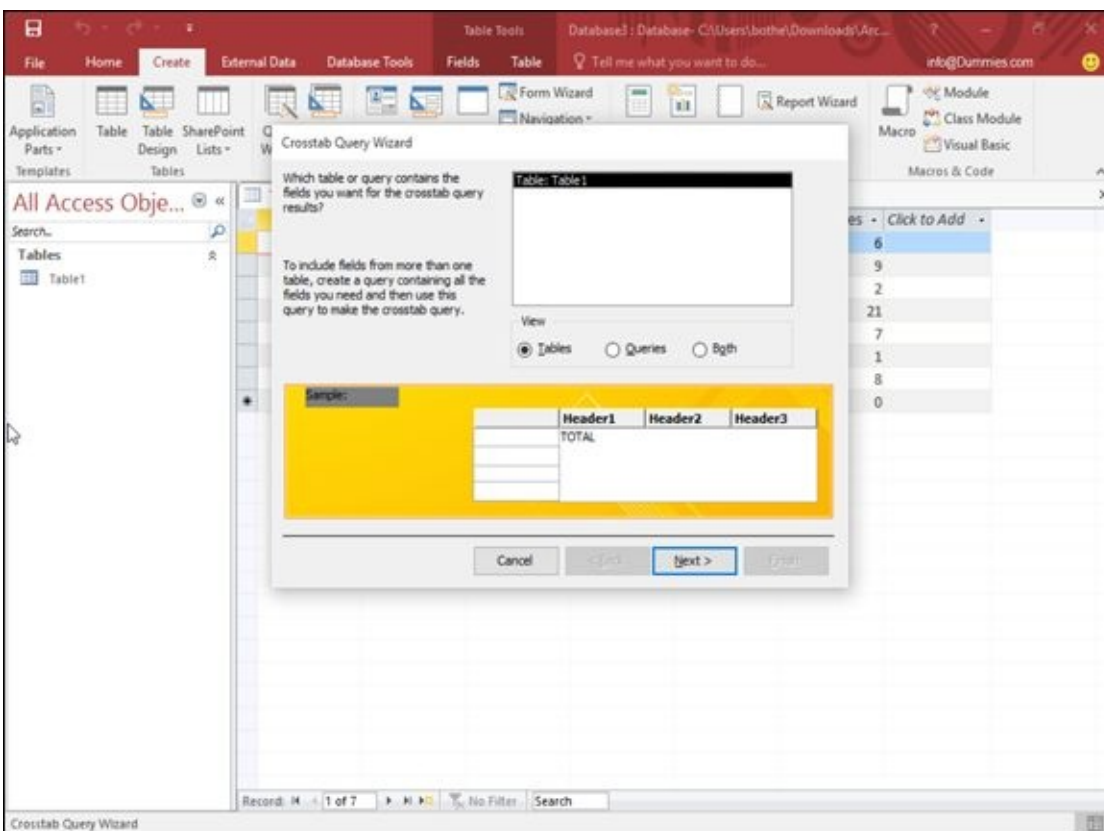 Table Tools
Database3 : Database- C:\Users\bothe\Downloads\Arc...
?
File
Home
Create
External Data
Database Tools
Fields
Table
Tell me what you want to do...
info@Dummies.com
Application
Parts
Table
Table
Design
SharePoint
Lists
Form Wizard
Navigation
Report Wizard
Macro
Module
Class Module
Visual Basic
Templates
Tables
Macros & Code
All Access Obje...
Search...
Tables
Table1
Crosstab Query Wizard
Which table or query contains the
fields you want for the crosstab query
results?
To include fields from more than one
table, create a query containing all the
fields you need and then use this
query to make the crosstab query.
Table: Table1
View
Tables
Queries
Both
Sample:
Header1
Header2
Header3
TOTAL
Cancel
< Back
Next >
Finish
es
Click to Add
6
9
2
21
7
1
8
0
Record:
1 of 7
No Filter
Search
Crosstab Query Wizard